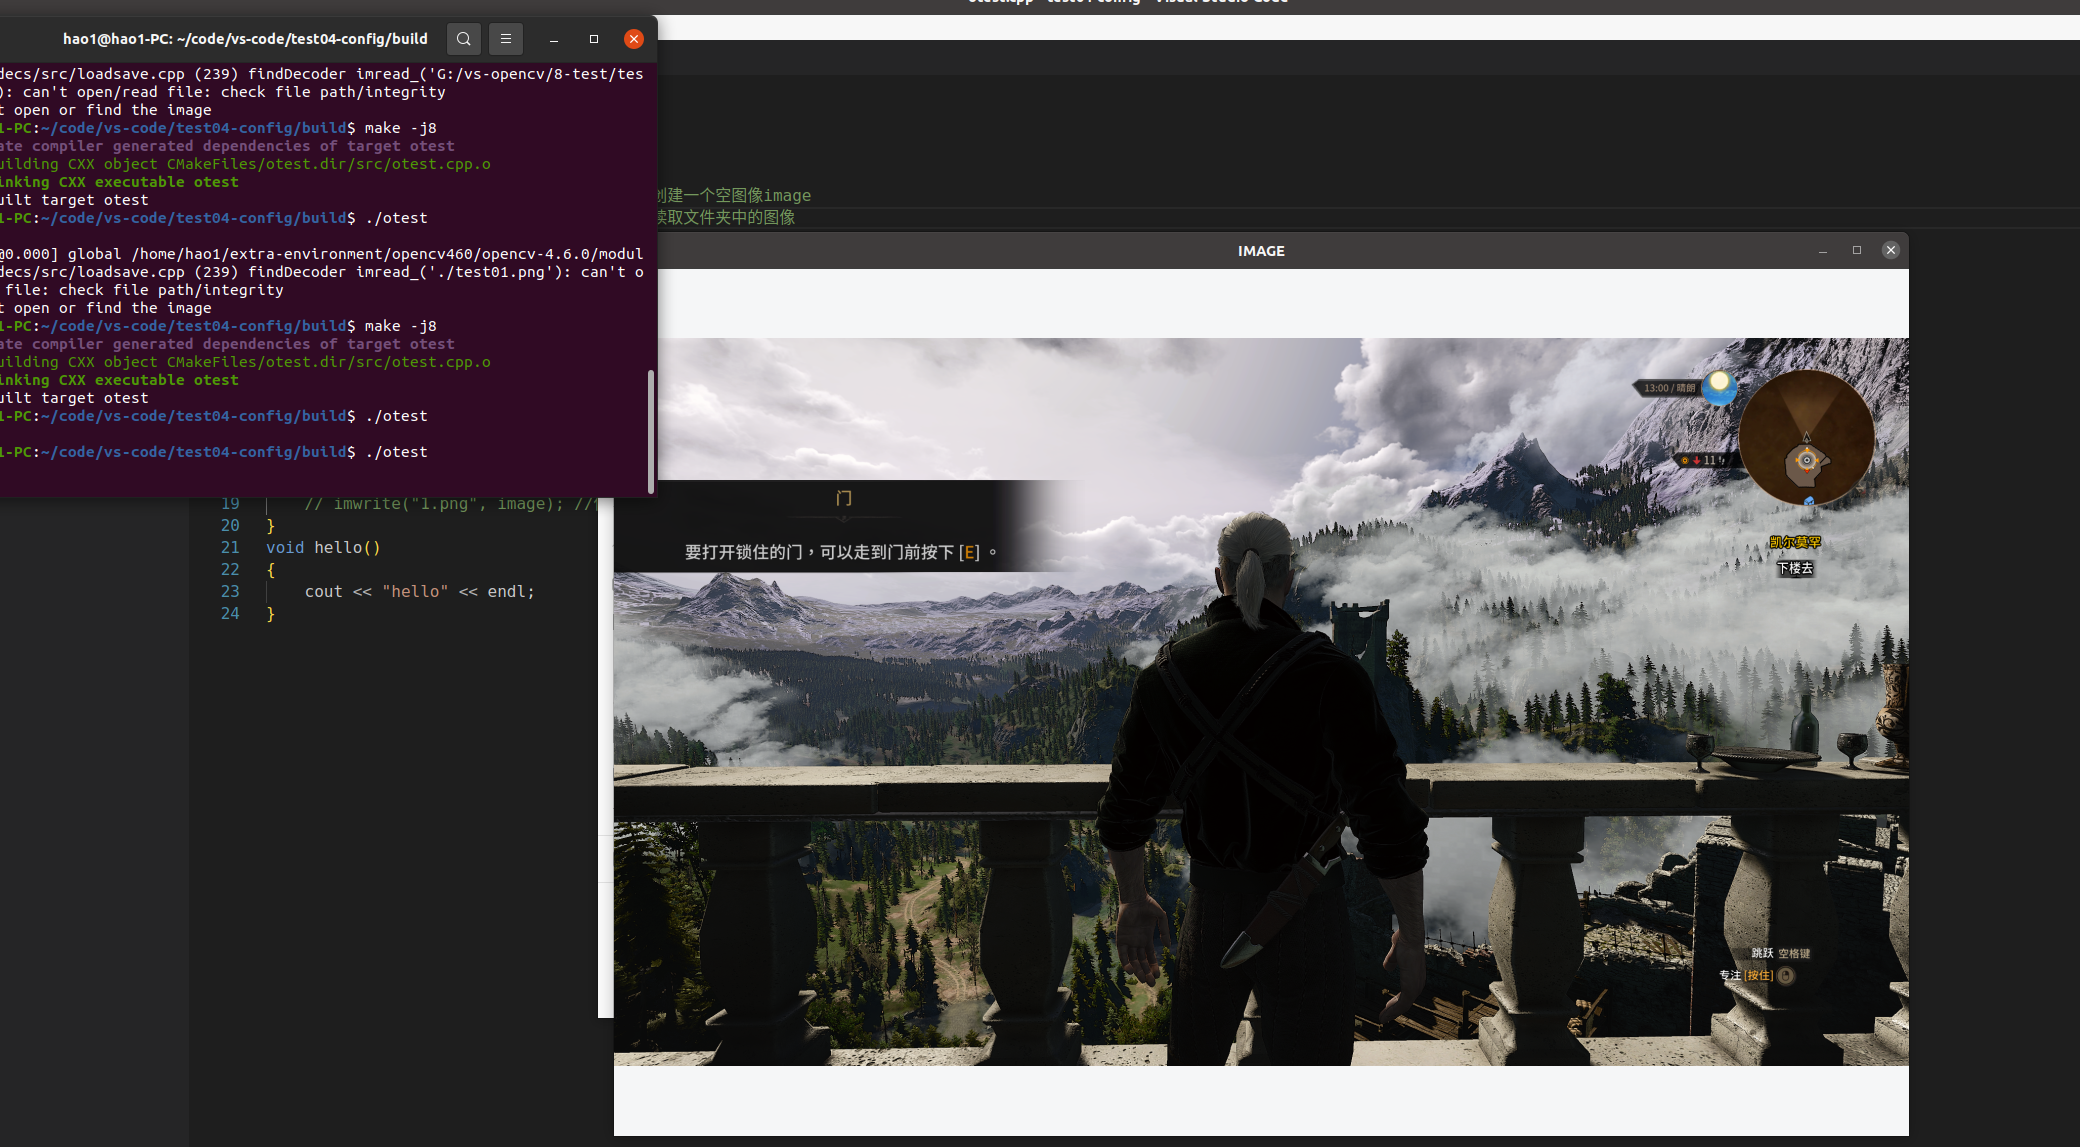 otest.cpp - test04-config - Visual Studio Code
hao1@hao1-PC: ~/code/vs-code/test04-config/build
decs/src/loadsave.cpp (239) findDecoder imread_('G:/vs-opencv/8-test/tes
): can't open/read file: check file path/integrity
t open or find the image
1-PC:~/code/vs-code/test04-config/build$ make -j8
ate compiler generated dependencies of target otest
uilding CXX object CMakeFiles/otest.dir/src/otest.cpp.o
inking CXX executable otest
uilt target otest
1-PC:~/code/vs-code/test04-config/build$ ./otest
@0.000] global /home/hao1/extra-environment/opencv460/opencv-4.6.0/modul
decs/src/loadsave.cpp (239) findDecoder imread_('./test01.png'): can't o
 file: check file path/integrity
t open or find the image
1-PC:~/code/vs-code/test04-config/build$ make -j8
ate compiler generated dependencies of target otest
uilding CXX object CMakeFiles/otest.dir/src/otest.cpp.o
inking CXX executable otest
uilt target otest
1-PC:~/code/vs-code/test04-config/build$ ./otest
1-PC:~/code/vs-code/test04-config/build$ ./otest
创建一个空图像image
读取文件夹中的图像
19 // imwrite("1.png", image); //
20 }
21 void hello()
22 {
23 cout << "hello" << endl;
24 }
IMAGE
13:00 / 晴朗
11
凯尔莫罕
下楼去
门
要打开锁住的门，可以走到门前按下 [E] 。
跳跃 空格键
专注 [按住]